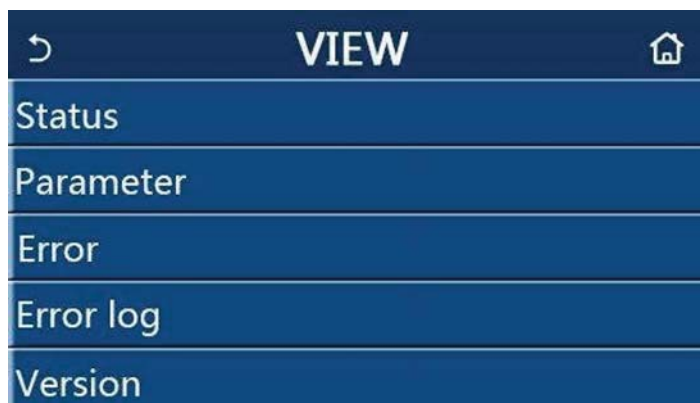 VIEW
Status
Parameter
Error
Error log
Version